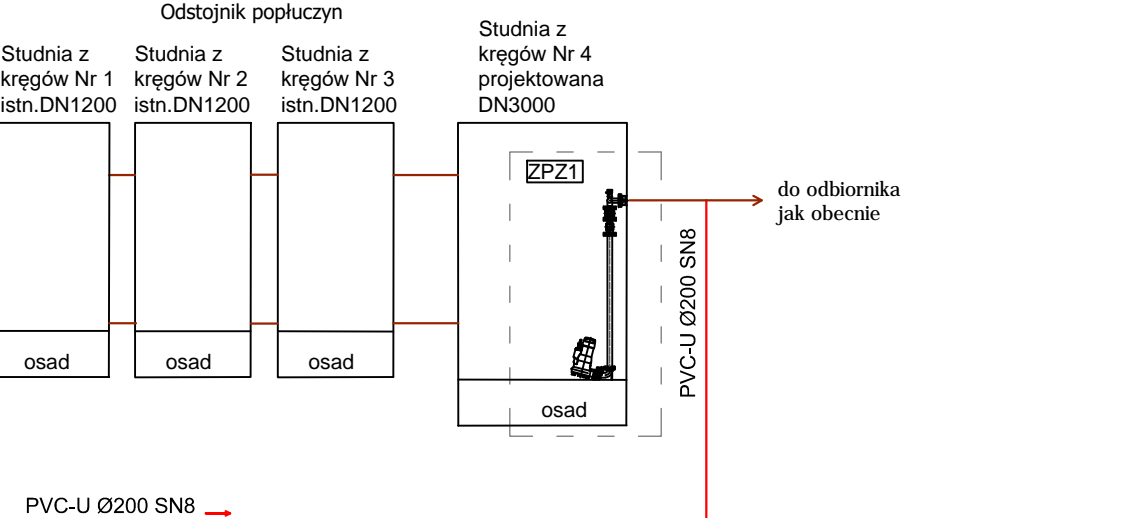 Odstojnik popłuczyn
Studnia z
kręgów Nr 1
istn.DN1200
Studnia z
kręgów Nr 2
istn.DN1200
Studnia z
kręgów Nr 3
istn.DN1200
Studnia z
kręgów Nr 4
projektowana
DN3000
ZPZ1
do odbiornika
jak obecnie
PVC-U Ø200 SN8
osad
osad
osad
osad
PVC-U Ø200 SN8